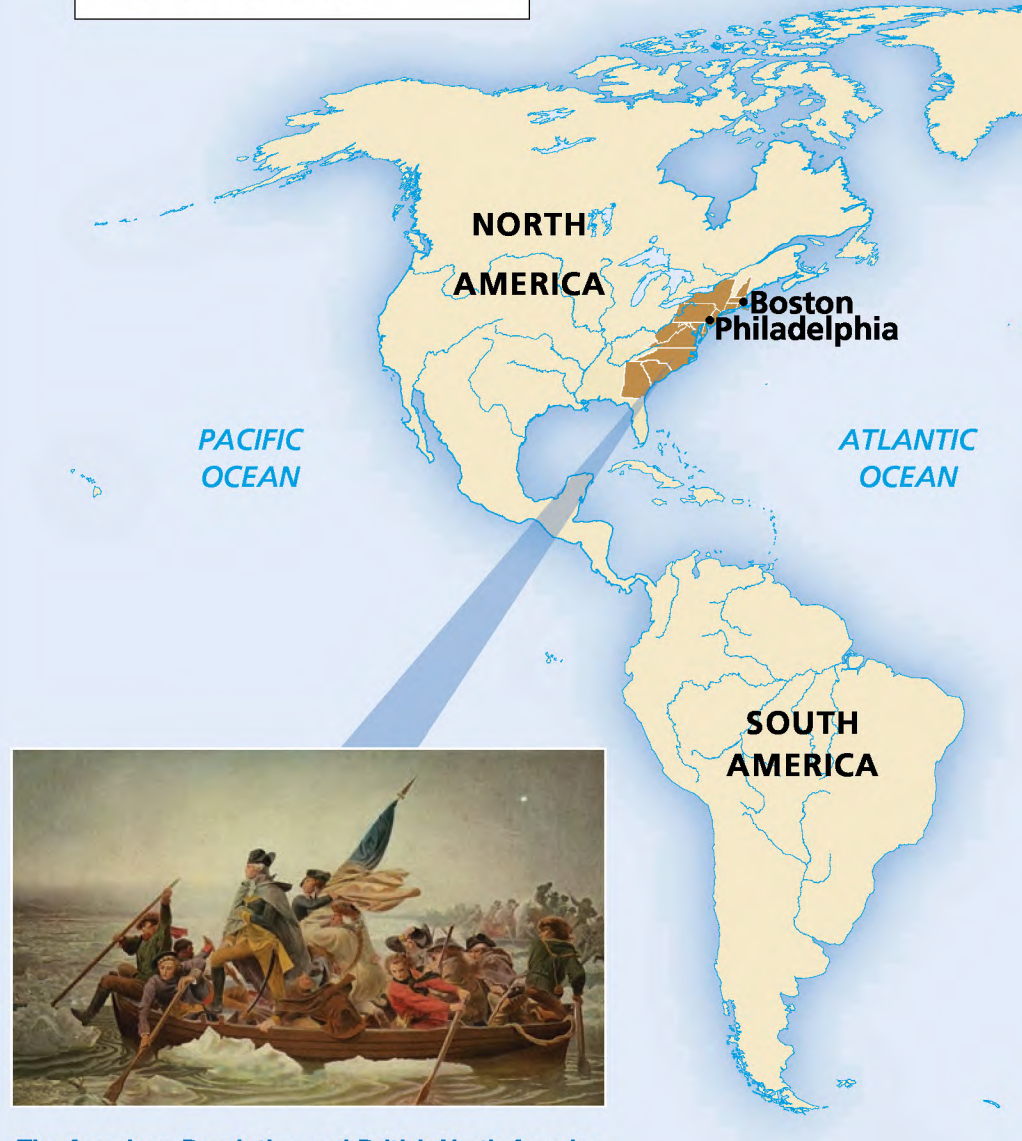 NORTH
AMERICA
Boston
Philadelphia
PACIFIC
OCEAN
ATLANTIC
OCEAN
SOUTH
AMERICA